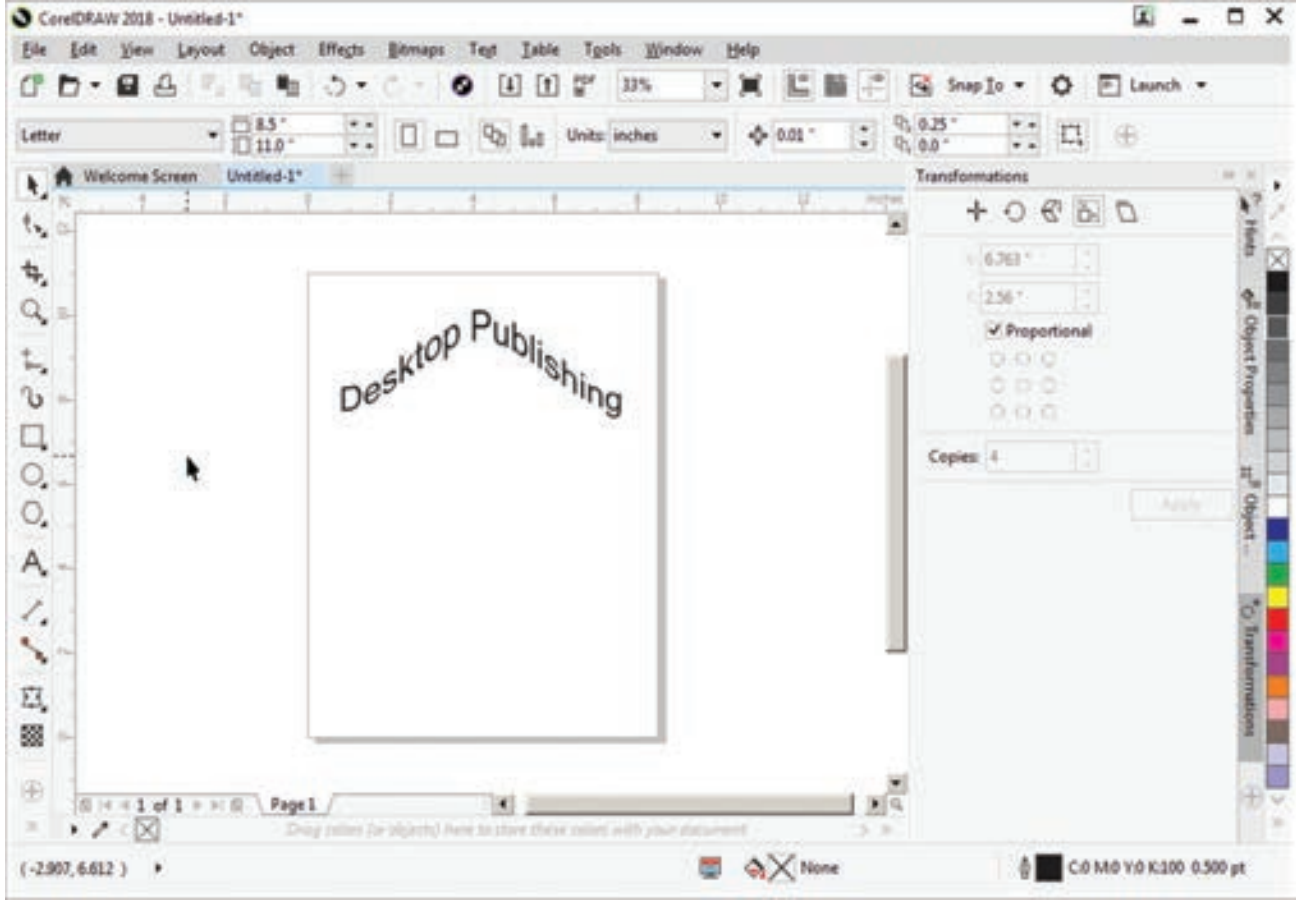 CorelDRAW 2018 - Untitled-1*
File Edit View Layout Object Effects Bitmaps Text Table Tools Window Help
PDF 33% Snap To Launch
Letter 8.5 " 11.0 " Units: inches 0.01 " 0.25 " 0.0 "
Welcome Screen Untitled-1* Transformations
Hints
6.763 "
2.56 "
Proportional
Object Properties
Desktop Publishing
Copies: 4
Object ...
Apply
Transformations
1 of 1 Page 1
Drag colors (or objects) here to store these colors with your document
(-2.907, 6.612 ) None C:0 M:0 Y:0 K:100 0.500 pt